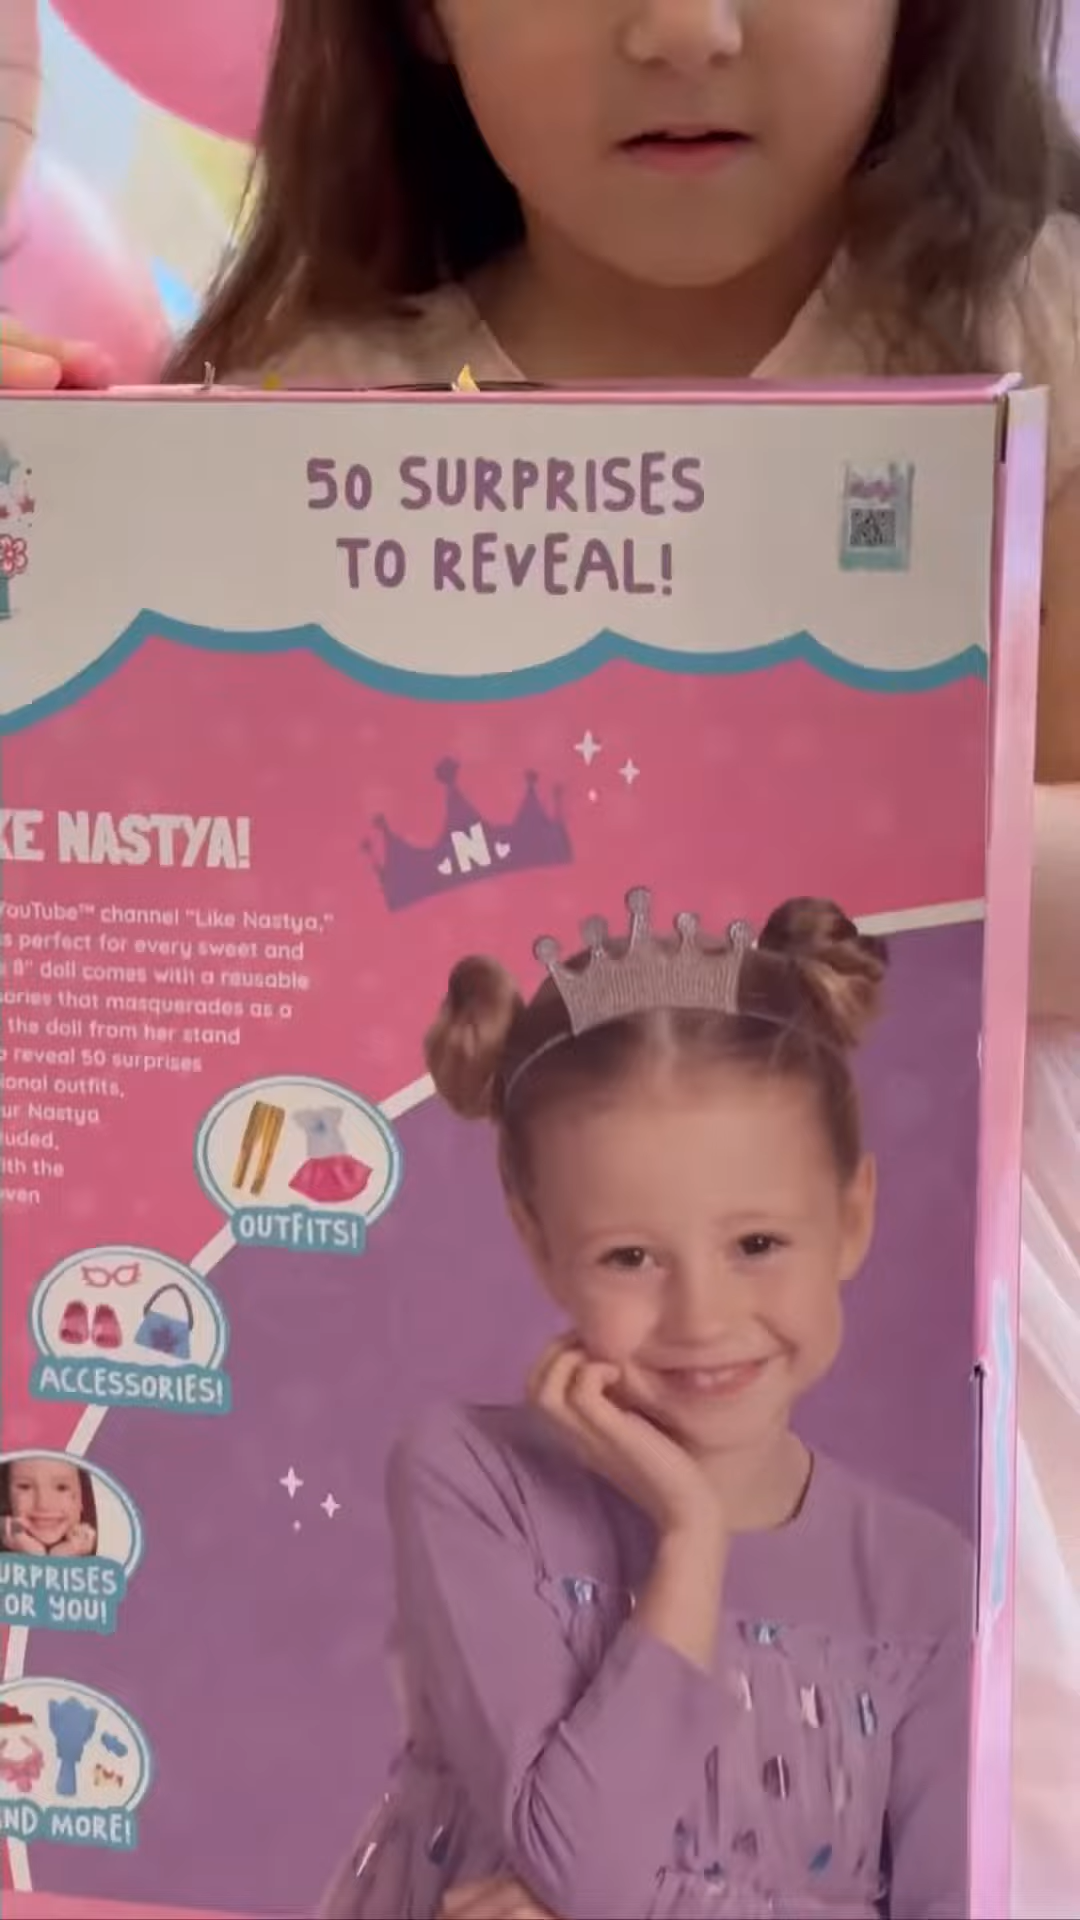 50 SURPRISES
TO REVEAL!
N
KE NASTYA!
YouTube™ channel "Like Nastya,"
s perfect for every sweet and
8" doll comes with a reusable
ories that masquerades as a
the doll from her stand
o reveal 50 surprises
ional outfits,
ur Nastya
luded.
ith the
ven
OUTFITS!
ACCESSORIES!
URPRISES
OR YOU!
ND MORE!